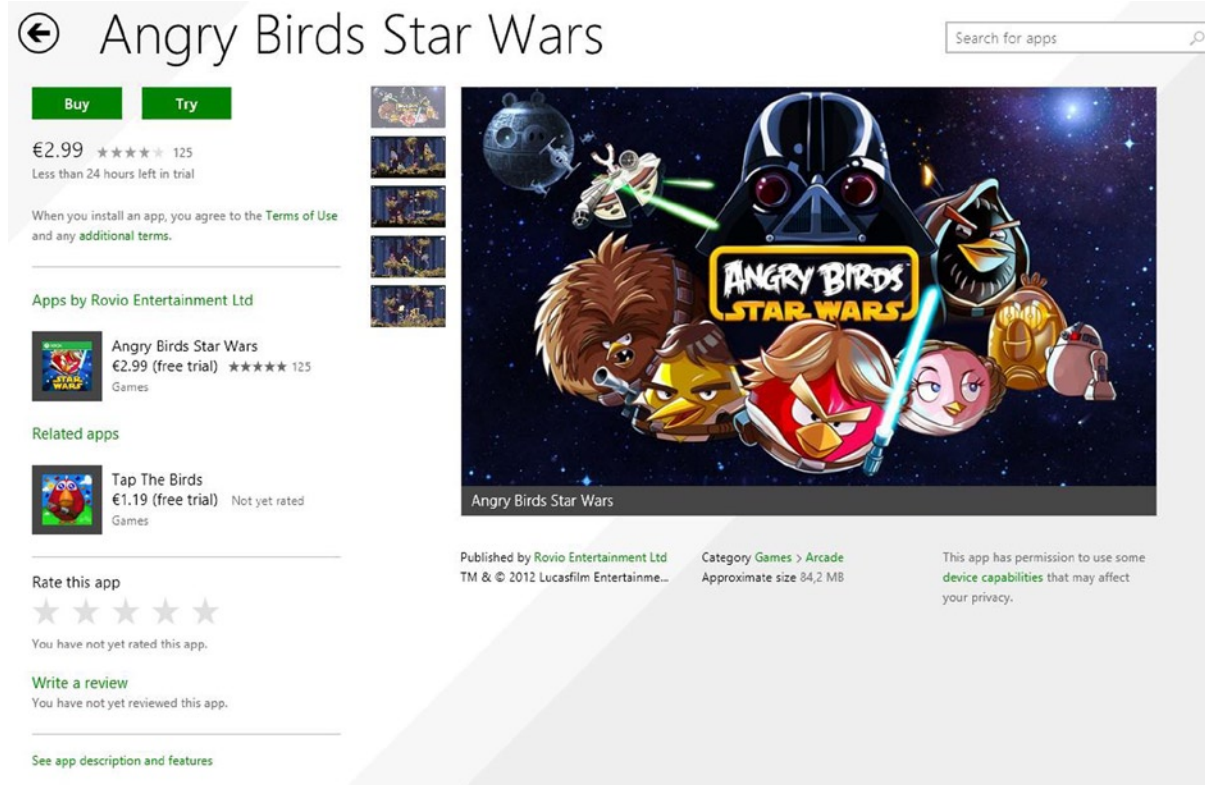 Angry Birds Star Wars
Search for apps
Buy
Try
€2.99 125
Less than 24 hours left in trial
When you install an app, you agree to the Terms of Use
and any additional terms.
Apps by Rovio Entertainment Ltd
Angry Birds Star Wars
€2.99 (free trial) 125
Games
STAR WARS
Related apps
Tap The Birds
€1.19 (free trial) Not yet rated
Games
Rate this app
You have not yet rated this app.
Write a review
You have not yet reviewed this app.
See app description and features
ANGRY BIRDS
STAR WARS
Angry Birds Star Wars
Published by Rovio Entertainment Ltd
TM & © 2012 Lucasfilm Entertainme...
Category Games > Arcade
Approximate size 84,2 MB
This app has permission to use some
device capabilities that may affect
your privacy.